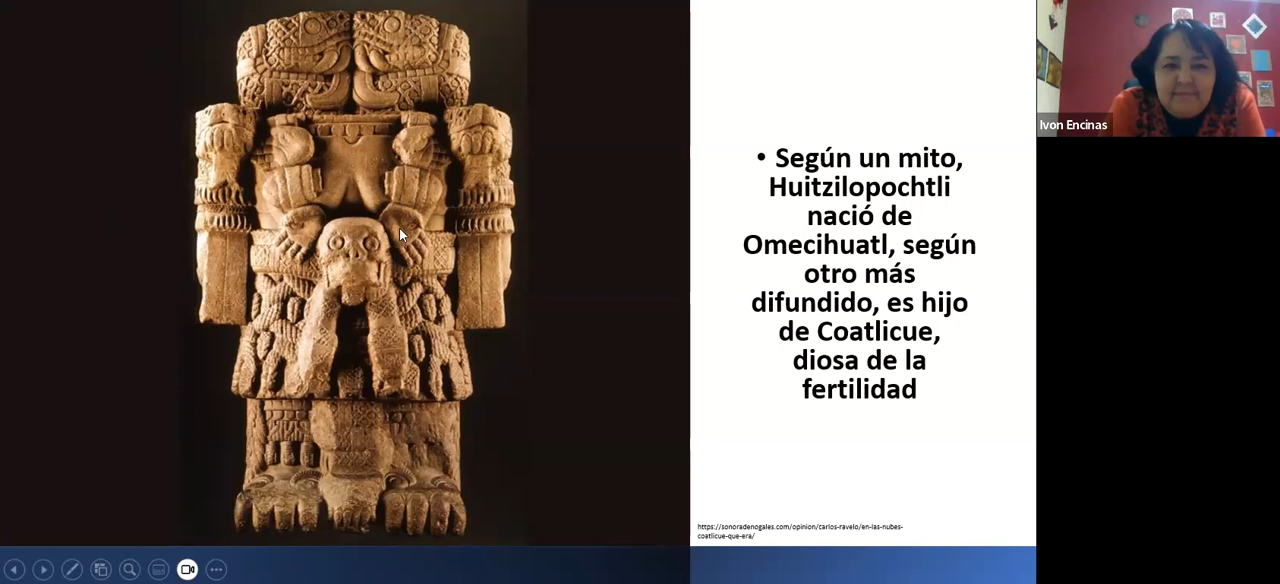 • Según un mito,
Huitzilopochtli
nació de
Omecihuatl, según
otro más
difundido, es hijo
de Coatlicue,
diosa de la
fertilidad
https://sonoradenogales.com/opinion/carlos-ravelo/en-las-nubes-
coatlicue-que-era/
Ivon Encinas